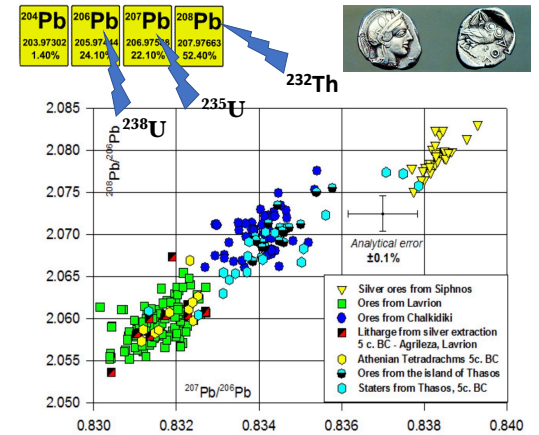 204Pb 206Pb 207Pb 208Pb
203.97302 205.97444 206.97588 207.97663
1.40% 24.10% 22.10% 52.40%
232Th
238U
235U
2.085
2.080
2.075
2.070
2.065
2.060
2.055
2.050
208Pb/206Pb
Analytical error
±0.1%
Silver ores from Siphnos
Ores from Lavrion
Ores from Chalkidiki
Litharge from silver extraction
5 c. BC - Agrileza, Lavrion
Athenian Tetradrachms 5c. BC
Ores from the island of Thasos
Staters from Thasos, 5c. BC
207Pb/206Pb
0.830 0.832 0.834 0.836 0.838 0.840